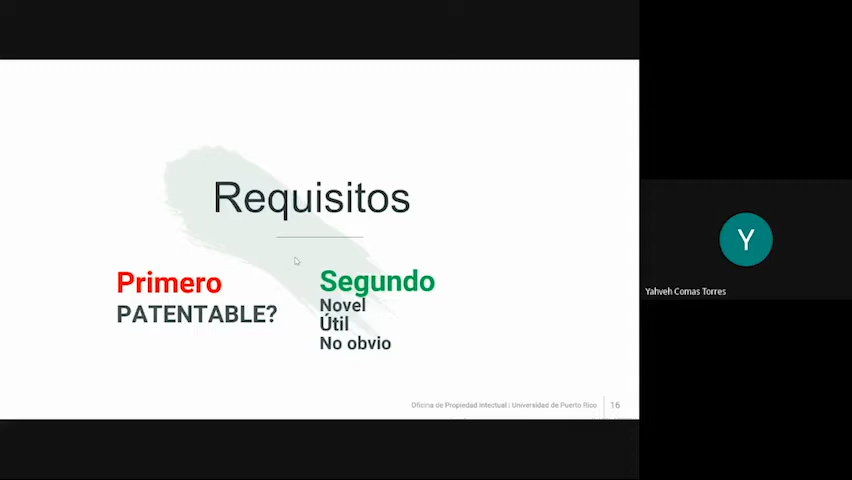 Requisitos
Primero
PATENTABLE?
Segundo
Novel
Útil
No obvio
Oficina de Propiedad Intectual | Universidad de Puerto Rico
16
Y
Yahveh Comas Torres